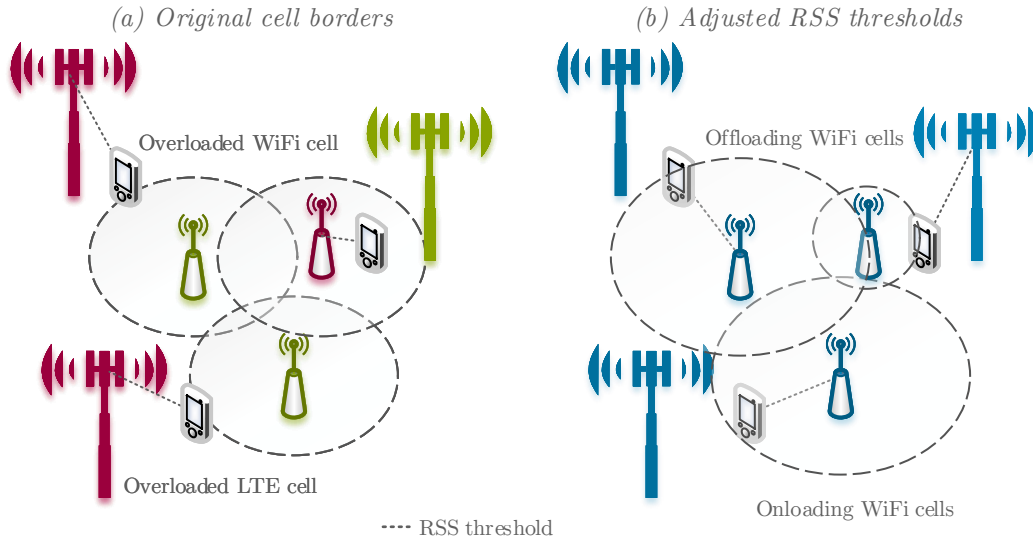 (a) Original cell borders
(b) Adjusted RSS thresholds
Overloaded WiFi cell
Offloading WiFi cells
Overloaded LTE cell
Onloading WiFi cells
RSS threshold